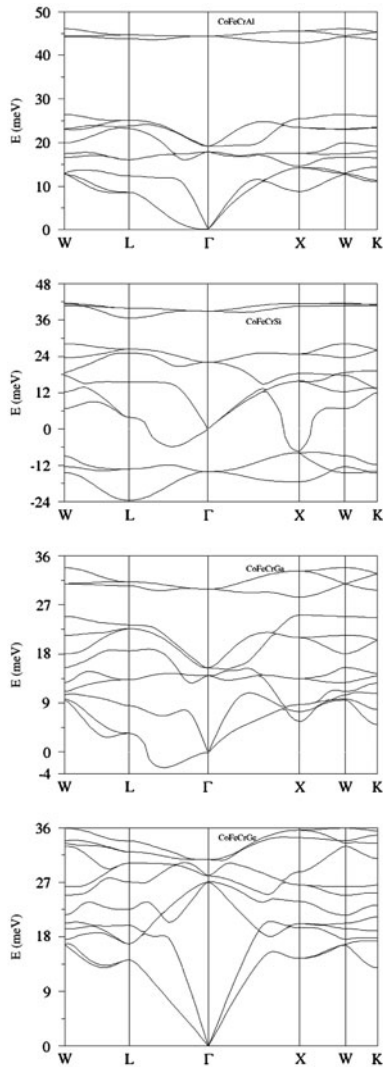 50
CoFeCrAl
40
30
E (meV)
20
10
0
W L Γ X W K
48
36
CoFeCrSi
24
12
E (meV)
0
-12
-24
W L Γ X W K
36
CoFeCrGa
27
18
E (meV)
9
0
-4
W L Γ X W K
36
CoFeCrGe
27
E (meV)
18
9
0
W L Γ X W K